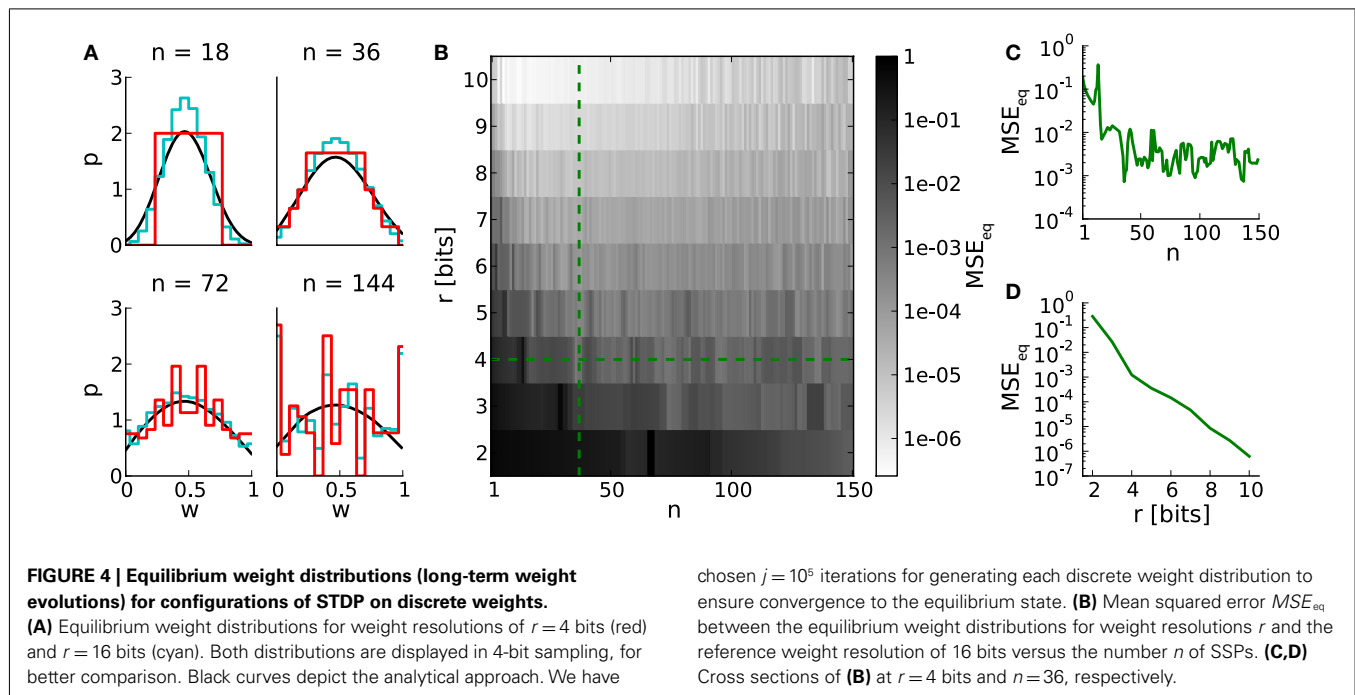 A
n = 18
n = 36
3
2
1
0
p
n = 72
n = 144
3
2
1
0
p
0
0.5
1
w
0
0.5
1
w
B
10
9
8
7
6
5
4
3
2
r [bits]
1
50
100
150
n
1
1e-01
1e-02
1e-03
1e-04
1e-05
1e-06
MSE_eq
C
10^0
10^-1
10^-2
10^-3
10^-4
MSE_eq
1
50
100
150
n
D
10^0
10^-1
10^-2
10^-3
10^-4
10^-5
10^-6
10^-7
MSE_eq
2
4
6
8
10
r [bits]
FIGURE 4 | Equilibrium weight distributions (long-term weight
evolutions) for configurations of STDP on discrete weights.
(A) Equilibrium weight distributions for weight resolutions of r = 4 bits (red)
and r = 16 bits (cyan). Both distributions are displayed in 4-bit sampling, for
better comparison. Black curves depict the analytical approach. We have
chosen j = 10^5 iterations for generating each discrete weight distribution to
ensure convergence to the equilibrium state. (B) Mean squared error MSE_eq
between the equilibrium weight distributions for weight resolutions r and the
reference weight resolution of 16 bits versus the number n of SSPs. (C,D)
Cross sections of (B) at r = 4 bits and n = 36, respectively.